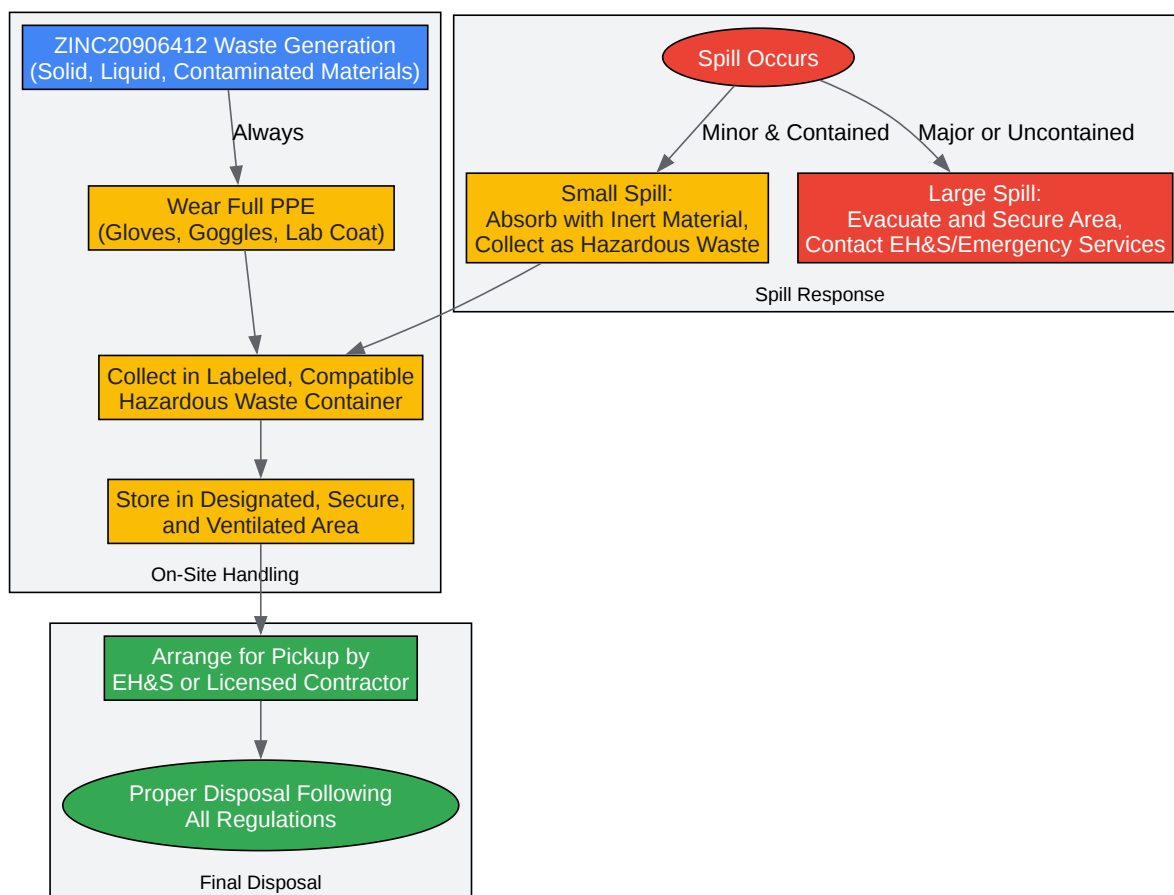 ZINC20906412 Waste Generation
(Solid, Liquid, Contaminated Materials)
Always
Wear Full PPE
(Gloves, Goggles, Lab Coat)
Collect in Labeled, Compatible
Hazardous Waste Container
Store in Designated, Secure,
and Ventilated Area
On-Site Handling
Spill Occurs
Minor & Contained
Major or Uncontained
Small Spill:
Absorb with Inert Material,
Collect as Hazardous Waste
Large Spill:
Evacuate and Secure Area,
Contact EH&S/Emergency Services
Spill Response
Arrange for Pickup by
EH&S or Licensed Contractor
Proper Disposal Following
All Regulations
Final Disposal